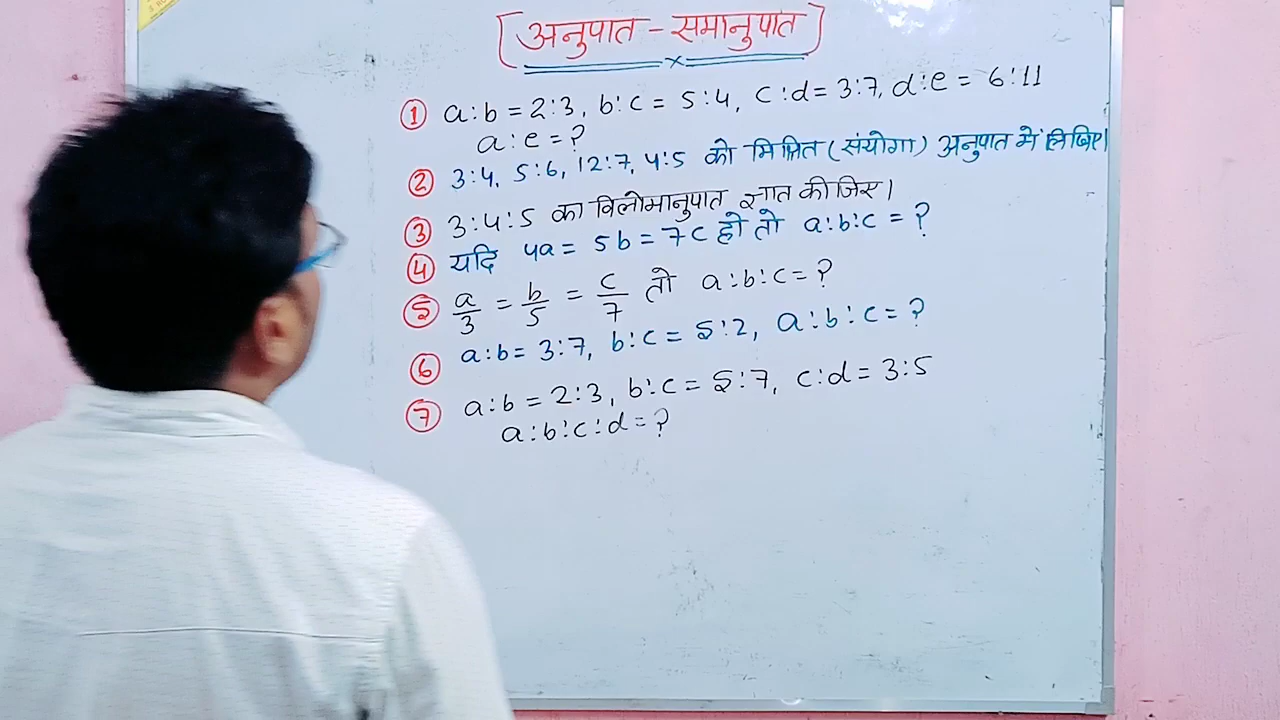 [अनुपात - समानुपात]
① a:b = 2:3, b:c = 5:4, c:d = 3:7, d:e = 6:11
a:e = ?
② 3:4, 5:6, 12:7, 4:5 को मिश्रित (संयोगा) अनुपात में लिखिए।
③ 3:4:5 का विलोमानुपात ज्ञात कीजिए।
④ यदि 4a = 5b = 7c हो तो a:b:c = ?
⑤ a/3 = b/5 = c/7 तो a:b:c = ?
⑥ a:b = 3:7, b:c = 5:2, a:b:c = ?
⑦ a:b = 2:3, b:c = 5:7, c:d = 3:5
a:b:c:d = ?